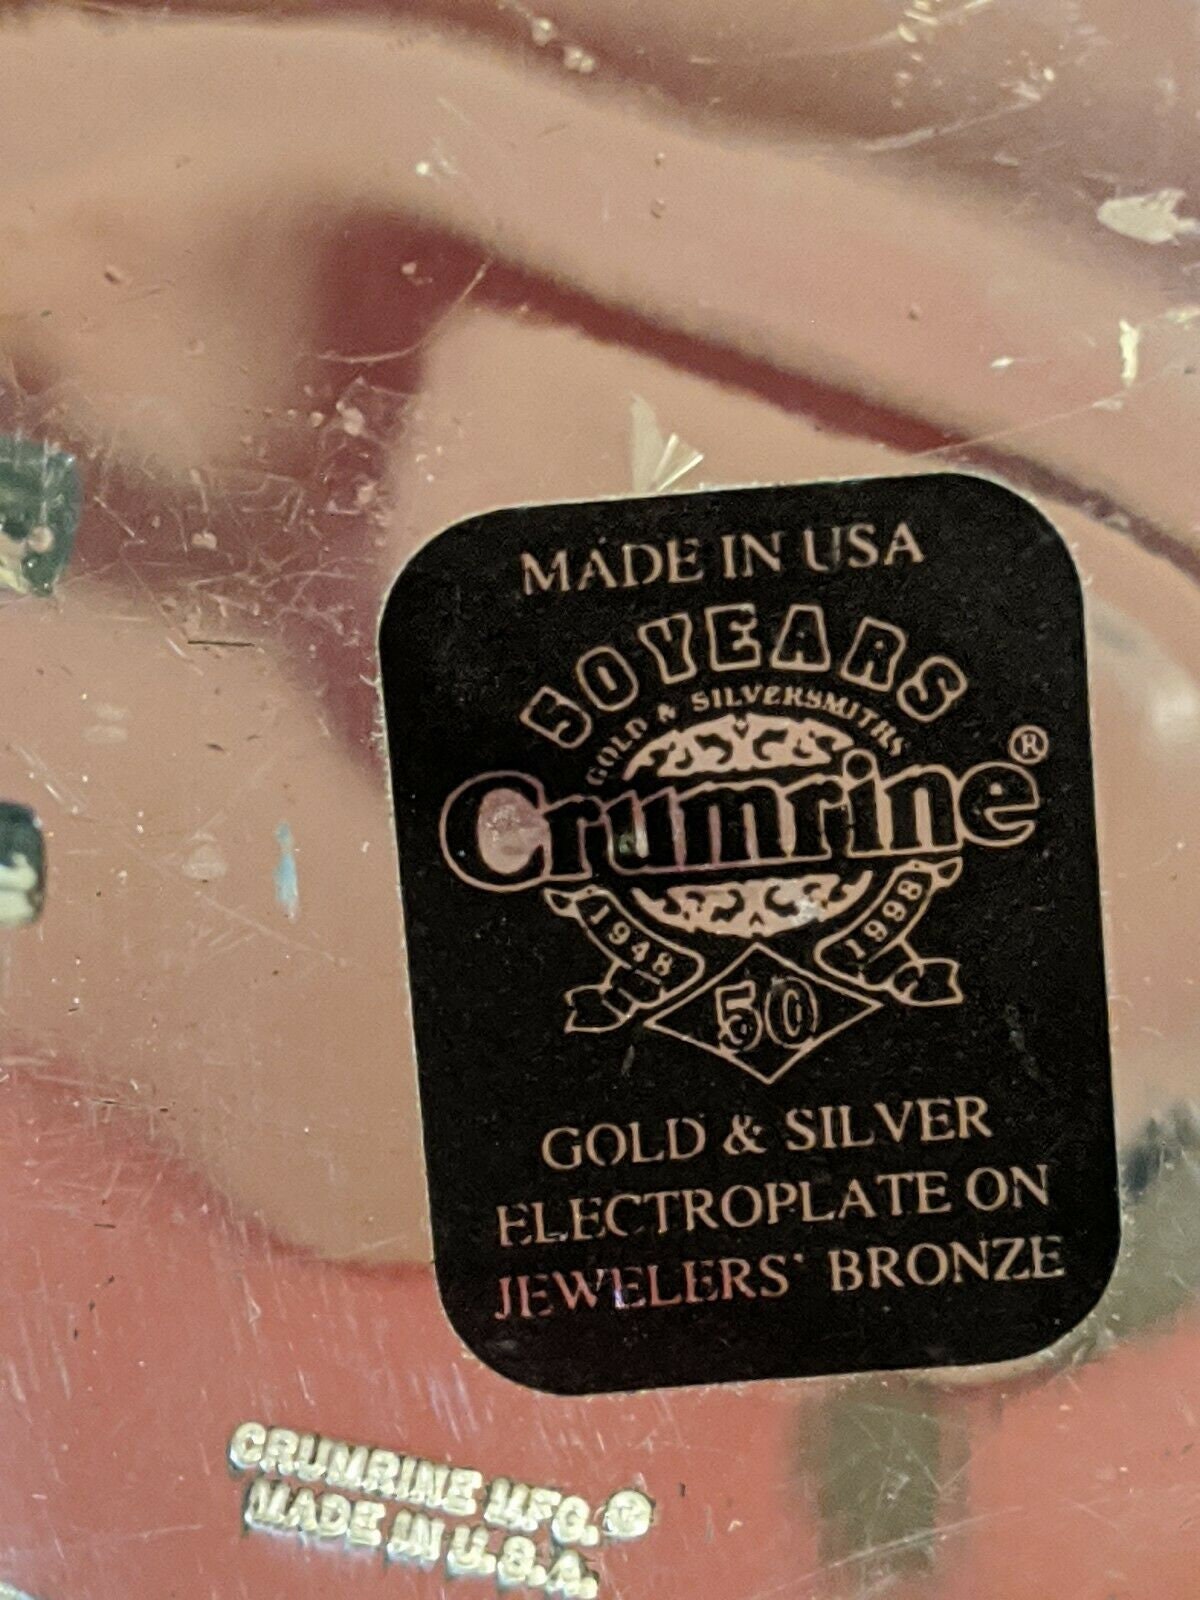 MADE IN USA
50 YEARS
GOLD & SILVERSMITHS
Crumrine®
1948
1998
50
GOLD & SILVER
ELECTROPLATE ON
JEWELERS' BRONZE
CRUMRINE MFG.
MADE IN U.S.A.